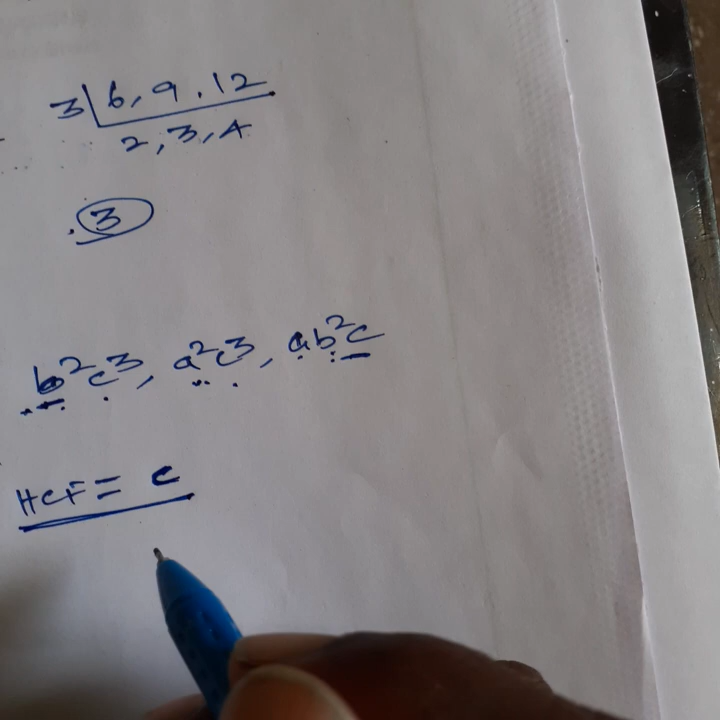 3 | 6, 9, 12
2, 3, 4
3
b²c³, a²c³, ab²c
HCF = c